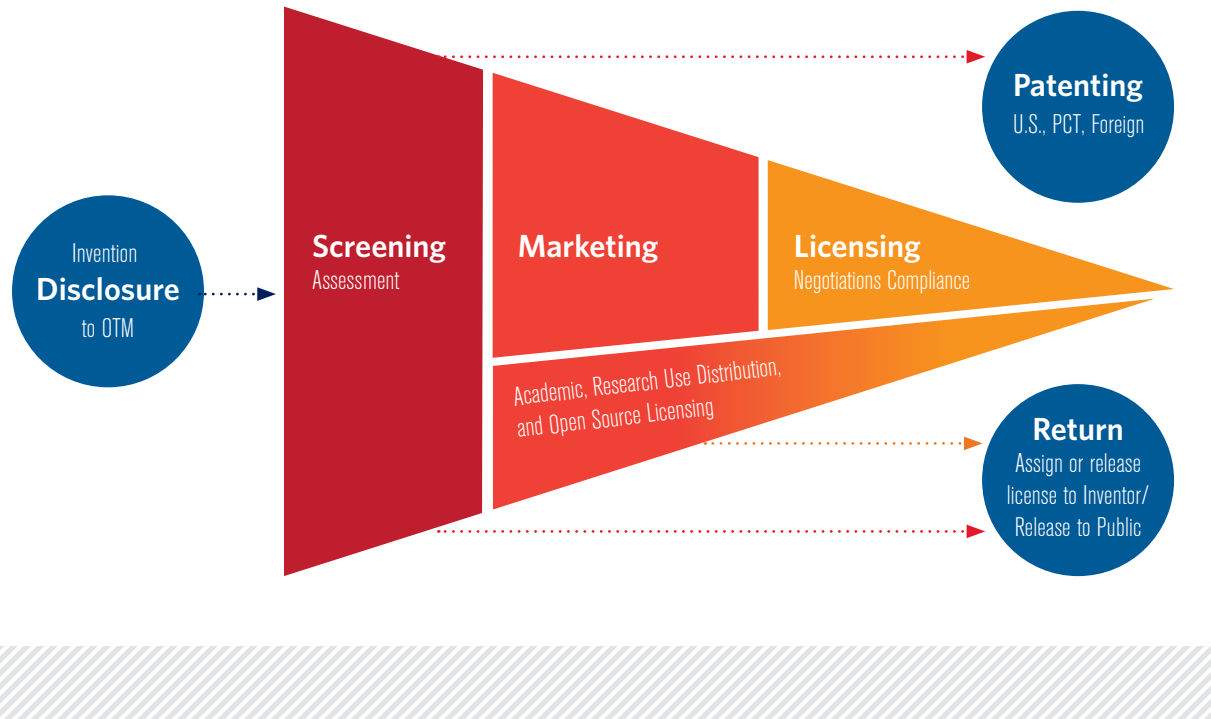 Invention
Disclosure
to OTM
Screening
Assessment
Marketing
Licensing
Negotiations Compliance
Academic, Research Use Distribution,
and Open Source Licensing
Patenting
U.S., PCT, Foreign
Return
Assign or release
license to Inventor/
Release to Public